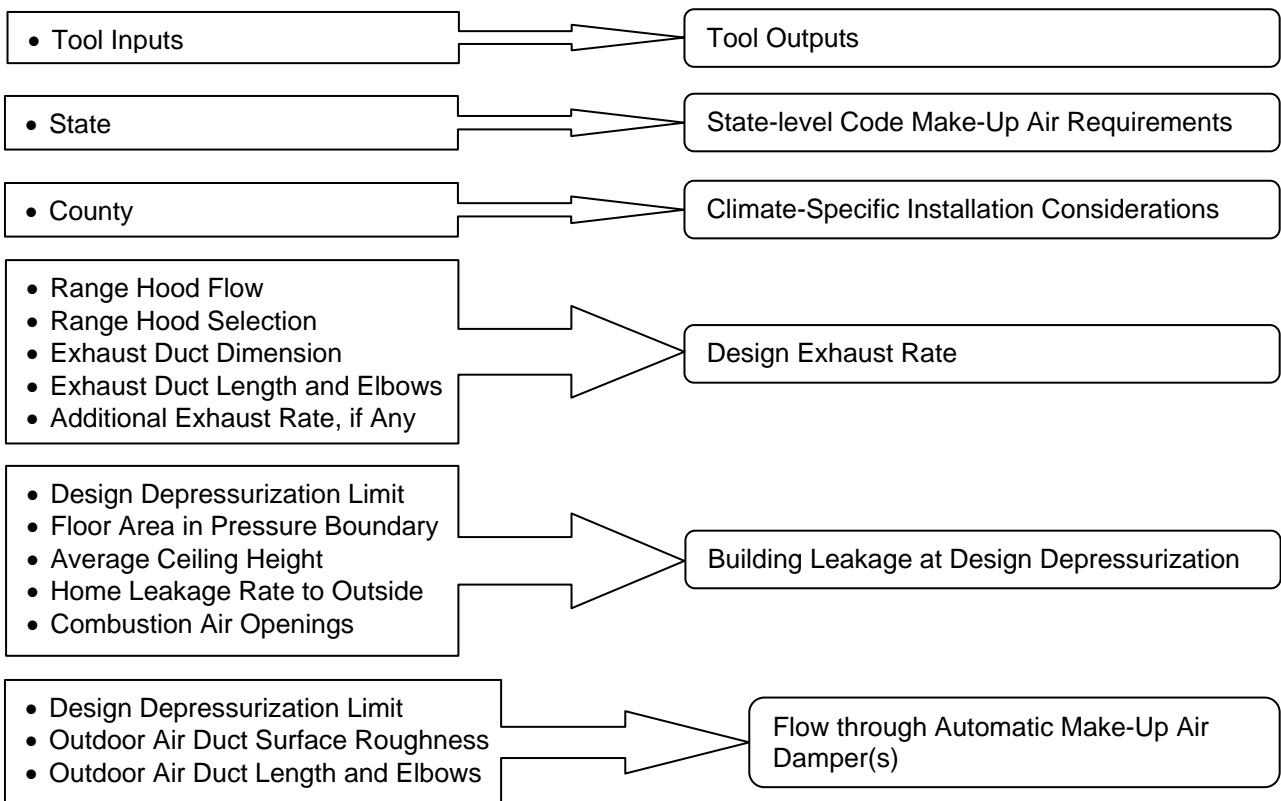 • Tool Inputs
Tool Outputs
• State
State-level Code Make-Up Air Requirements
• County
Climate-Specific Installation Considerations
• Range Hood Flow
• Range Hood Selection
• Exhaust Duct Dimension
• Exhaust Duct Length and Elbows
• Additional Exhaust Rate, if Any
Design Exhaust Rate
• Design Depressurization Limit
• Floor Area in Pressure Boundary
• Average Ceiling Height
• Home Leakage Rate to Outside
• Combustion Air Openings
Building Leakage at Design Depressurization
• Design Depressurization Limit
• Outdoor Air Duct Surface Roughness
• Outdoor Air Duct Length and Elbows
Flow through Automatic Make-Up Air
Damper(s)